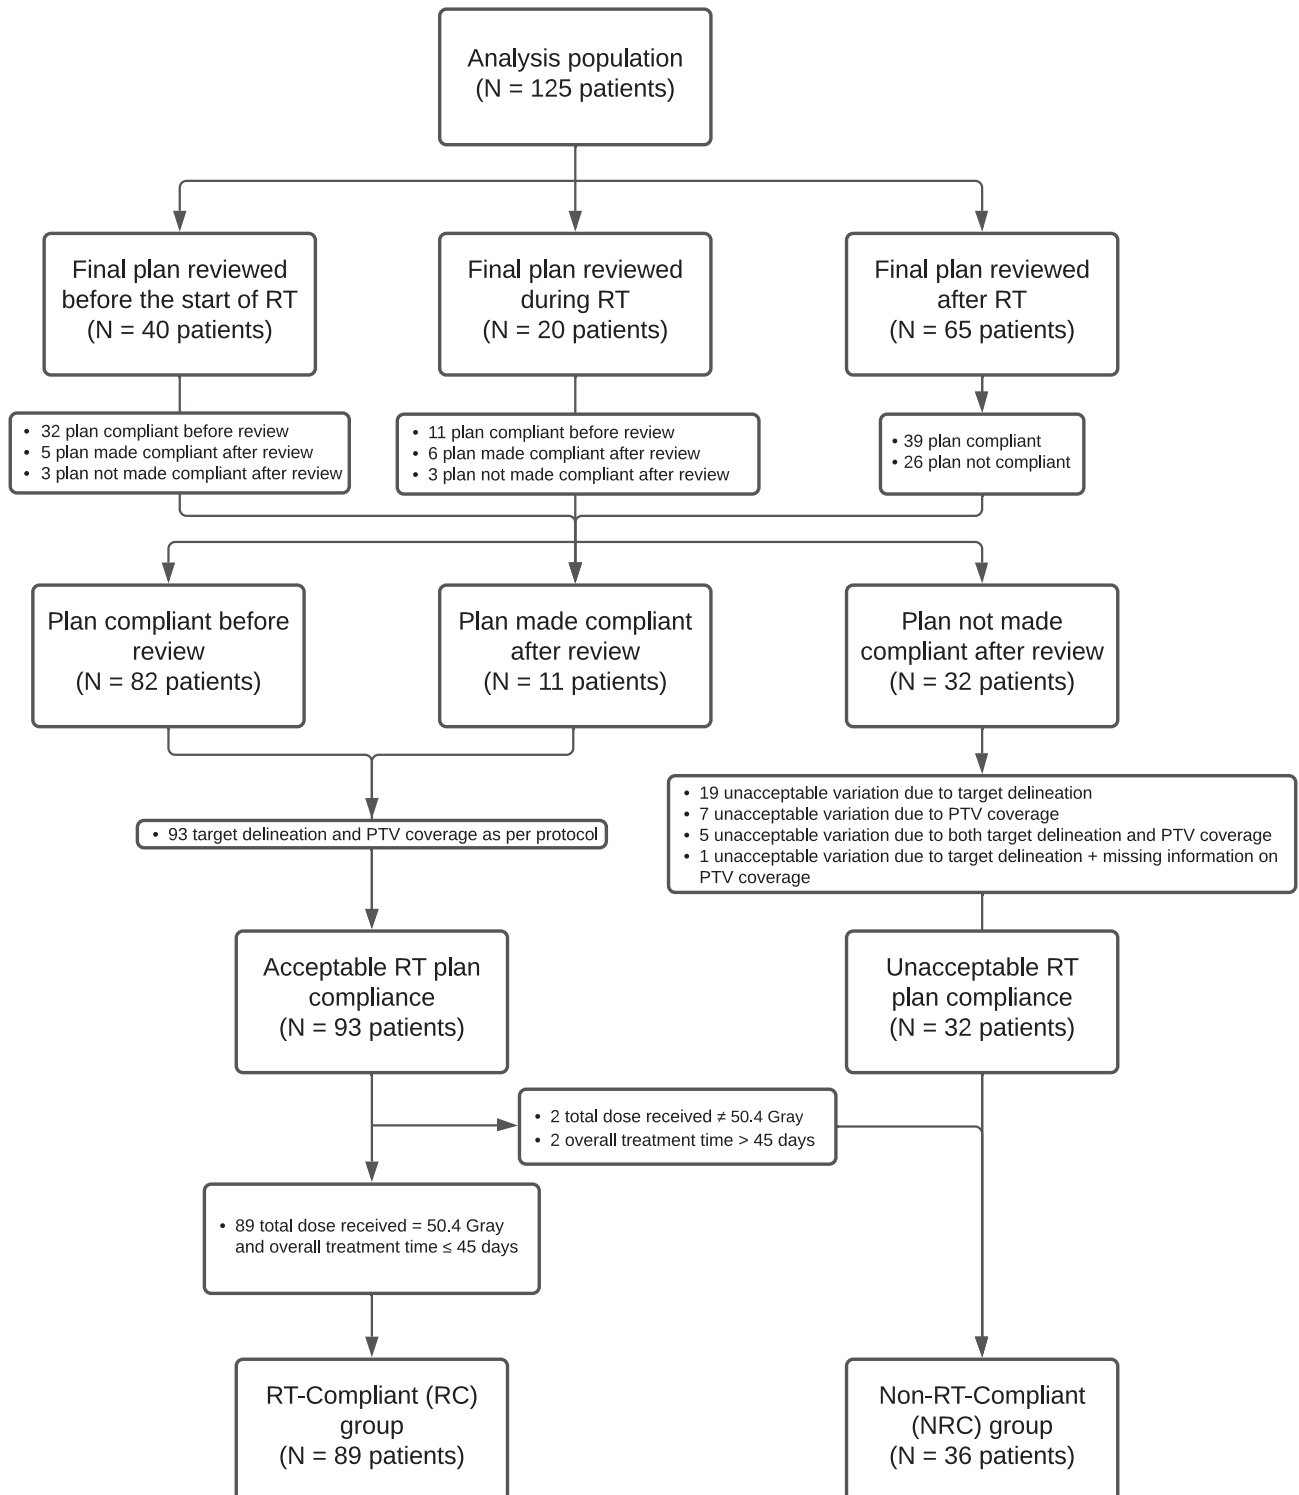 Analysis population
(N = 125 patients)
Final plan reviewed
before the start of RT
(N = 40 patients)
Final plan reviewed
during RT
(N = 20 patients)
Final plan reviewed
after RT
(N = 65 patients)
• 32 plan compliant before review
• 5 plan made compliant after review
• 3 plan not made compliant after review
• 11 plan compliant before review
• 6 plan made compliant after review
• 3 plan not made compliant after review
• 39 plan compliant
• 26 plan not compliant
Plan compliant before
review
(N = 82 patients)
Plan made compliant
after review
(N = 11 patients)
Plan not made
compliant after review
(N = 32 patients)
• 93 target delineation and PTV coverage as per protocol
• 19 unacceptable variation due to target delineation
• 7 unacceptable variation due to PTV coverage
• 5 unacceptable variation due to both target delineation and PTV coverage
• 1 unacceptable variation due to target delineation + missing information on
PTV coverage
Acceptable RT plan
compliance
(N = 93 patients)
Unacceptable RT
plan compliance
(N = 32 patients)
• 2 total dose received ≠ 50.4 Gray
• 2 overall treatment time > 45 days
• 89 total dose received = 50.4 Gray
and overall treatment time ≤ 45 days
RT-Compliant (RC)
group
(N = 89 patients)
Non-RT-Compliant
(NRC) group
(N = 36 patients)